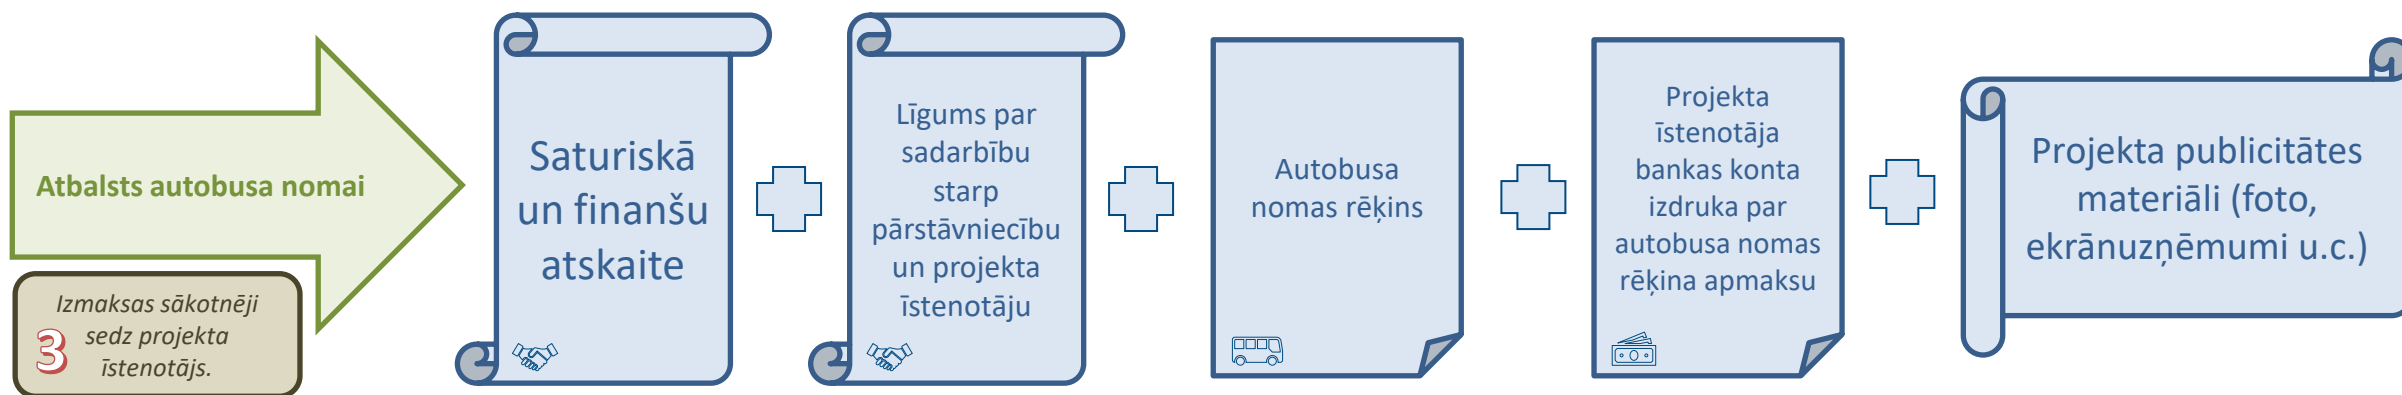 Atbalsts autobusa nomai
Izmaksas sākotnēji
sedz projekta
īstenotājs.
3
Saturiskā
un finanšu
atskaite
Līgums par
sadarbību
starp
pārstāvniecību
un projekta
īstenotāju
Autobusa
nomas rēķins
Projekta
īstenotāja
bankas konta
izdruka par
autobusa nomas
rēķina apmaksu
Projekta publicitātes
materiāli (foto,
ekrānuzņēmumi u.c.)